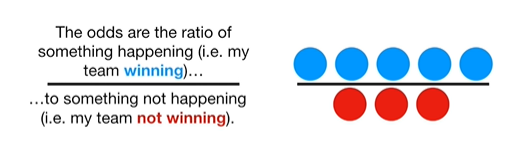 The odds are the ratio of
something happening (i.e. my
team winning)…
…to something not happening
(i.e. my team not winning).